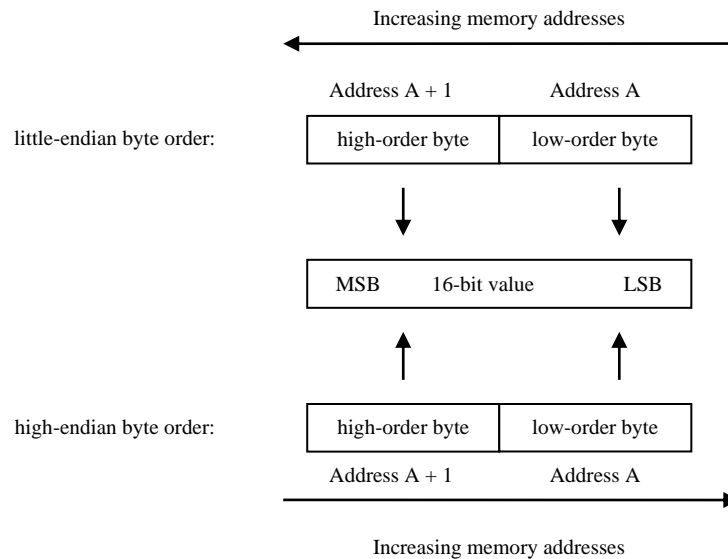 Increasing memory addresses
Address A + 1 Address A
little-endian byte order: high-order byte low-order byte
MSB 16-bit value LSB
high-endian byte order: high-order byte low-order byte
Address A + 1 Address A
Increasing memory addresses